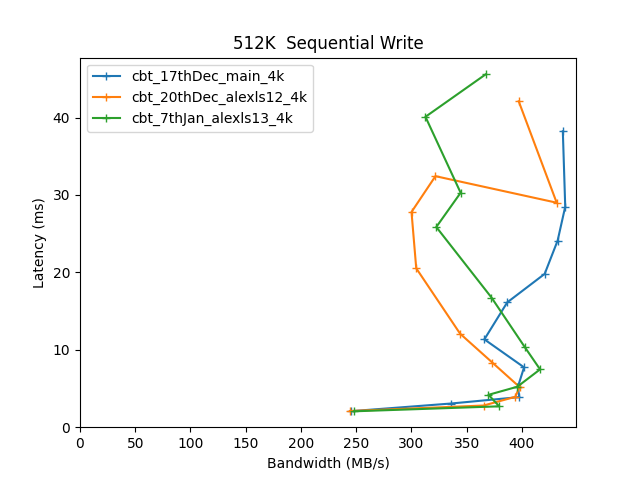 512K  Sequential Write
cbt_17thDec_main_4k
cbt_20thDec_alexls12_4k
cbt_7thJan_alexls13_4k
40
30
20
10
0
Latency (ms)
0 50 100 150 200 250 300 350 400
Bandwidth (MB/s)